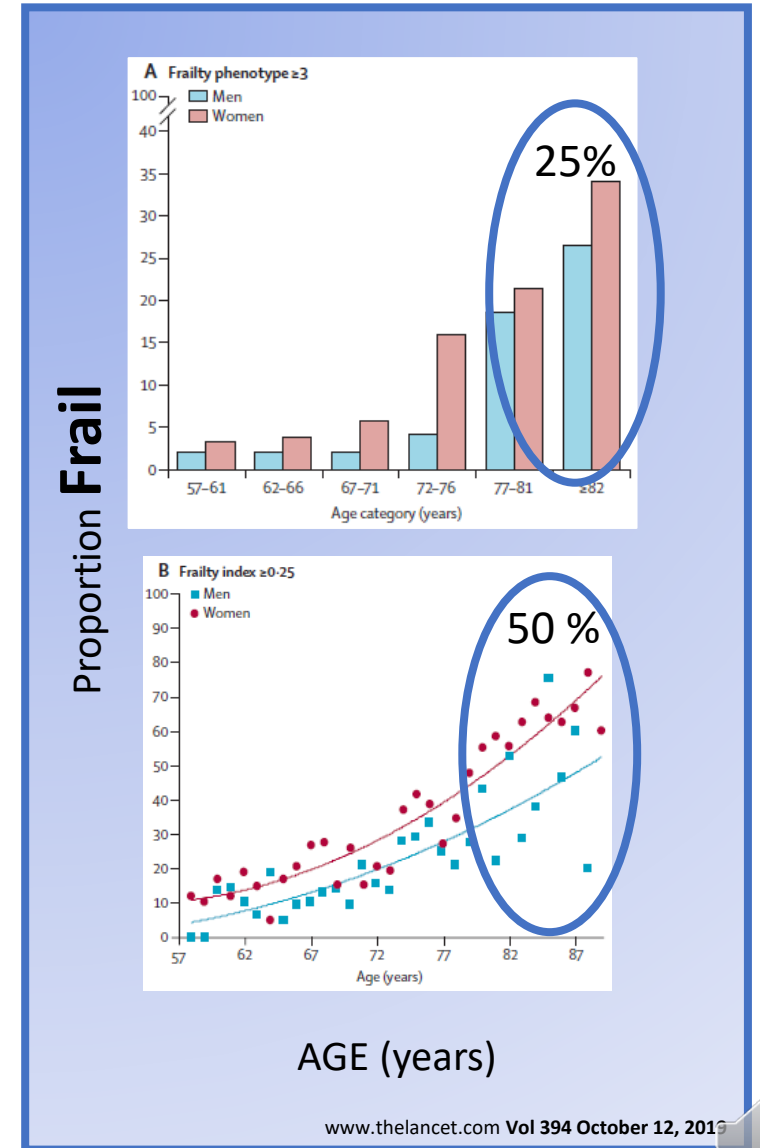 A Frailty phenotype ≥3
Men
Women
25%
100
40
35
30
25
20
15
10
5
0
57–61 62–66 67–71 72–76 77–81 ≥82
Age category (years)
Proportion Frail
B Frailty index ≥0·25
Men
Women
50 %
100
90
80
70
60
50
40
30
20
10
0
57 62 67 72 77 82 87
Age (years)
AGE (years)
www.thelancet.com Vol 394 October 12, 2019